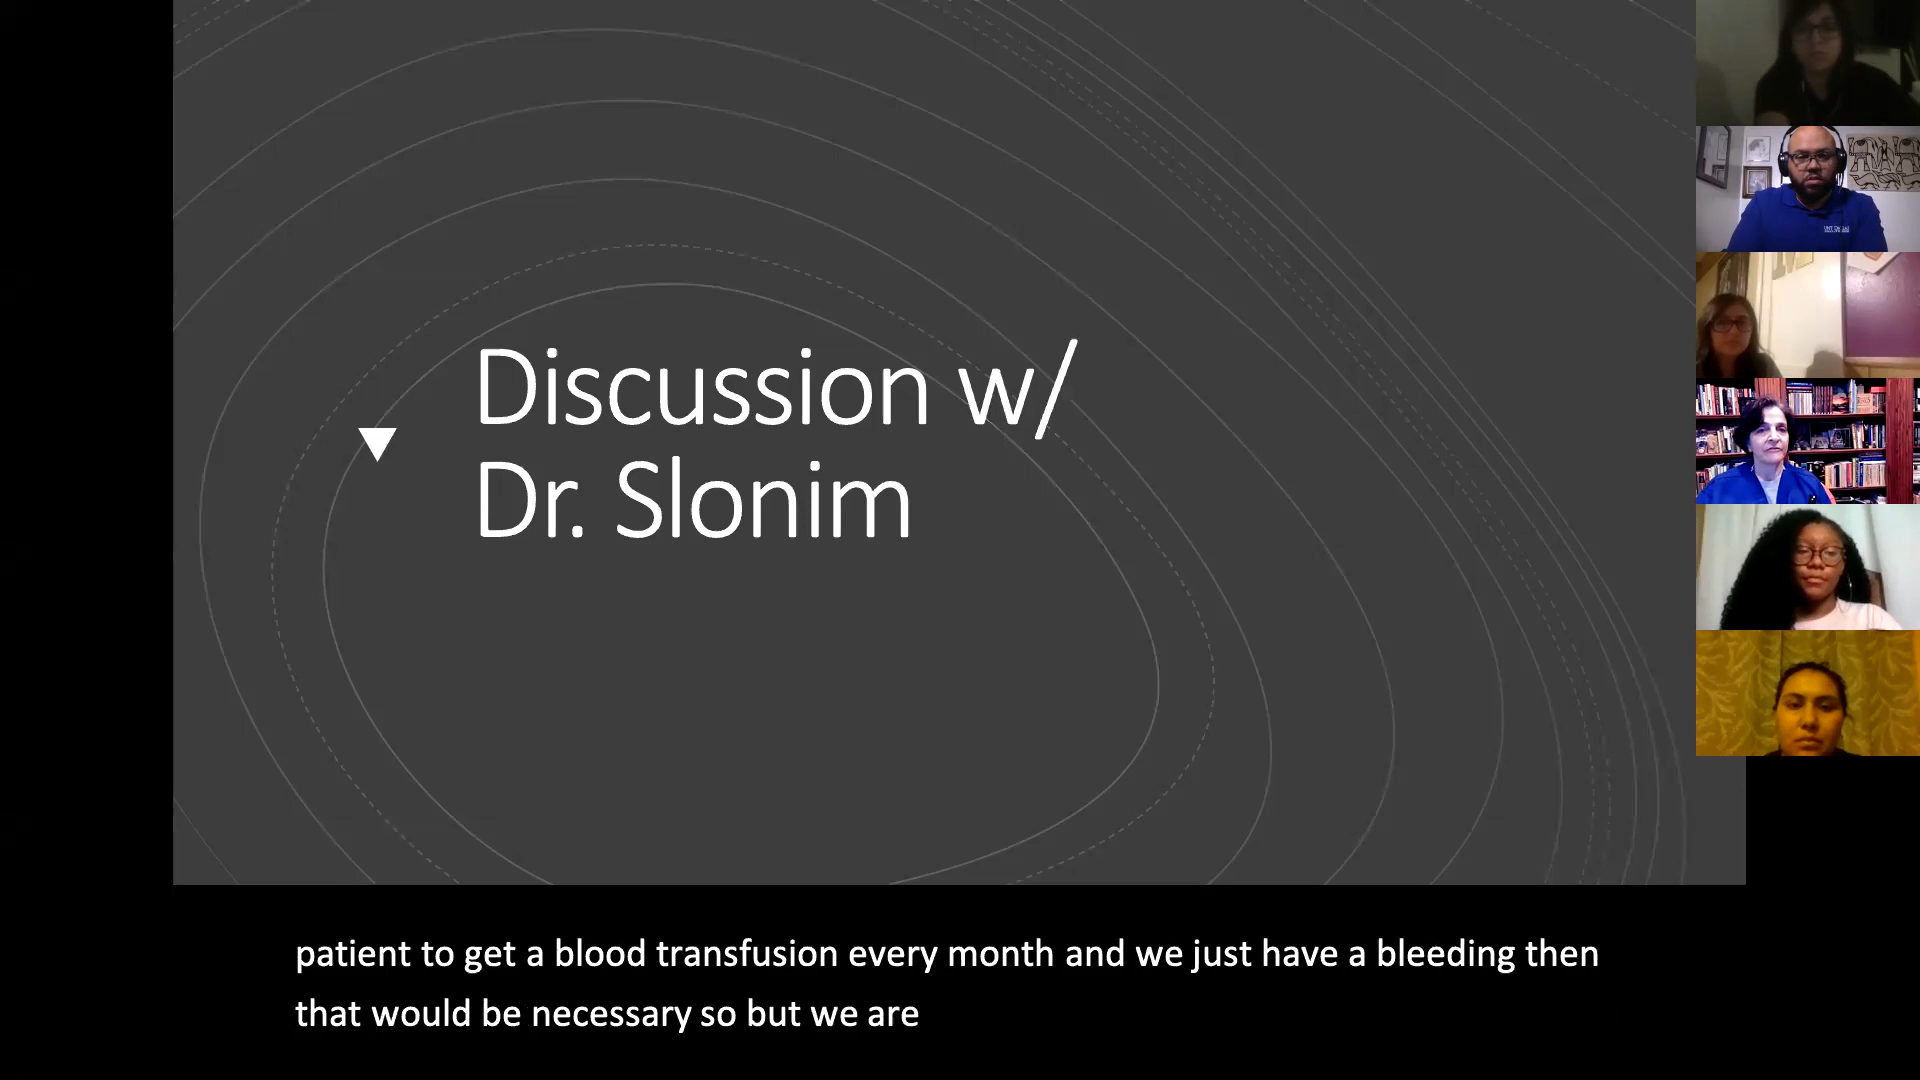 Discussion w/
Dr. Slonim
patient to get a blood transfusion every month and we just have a bleeding then
that would be necessary so but we are